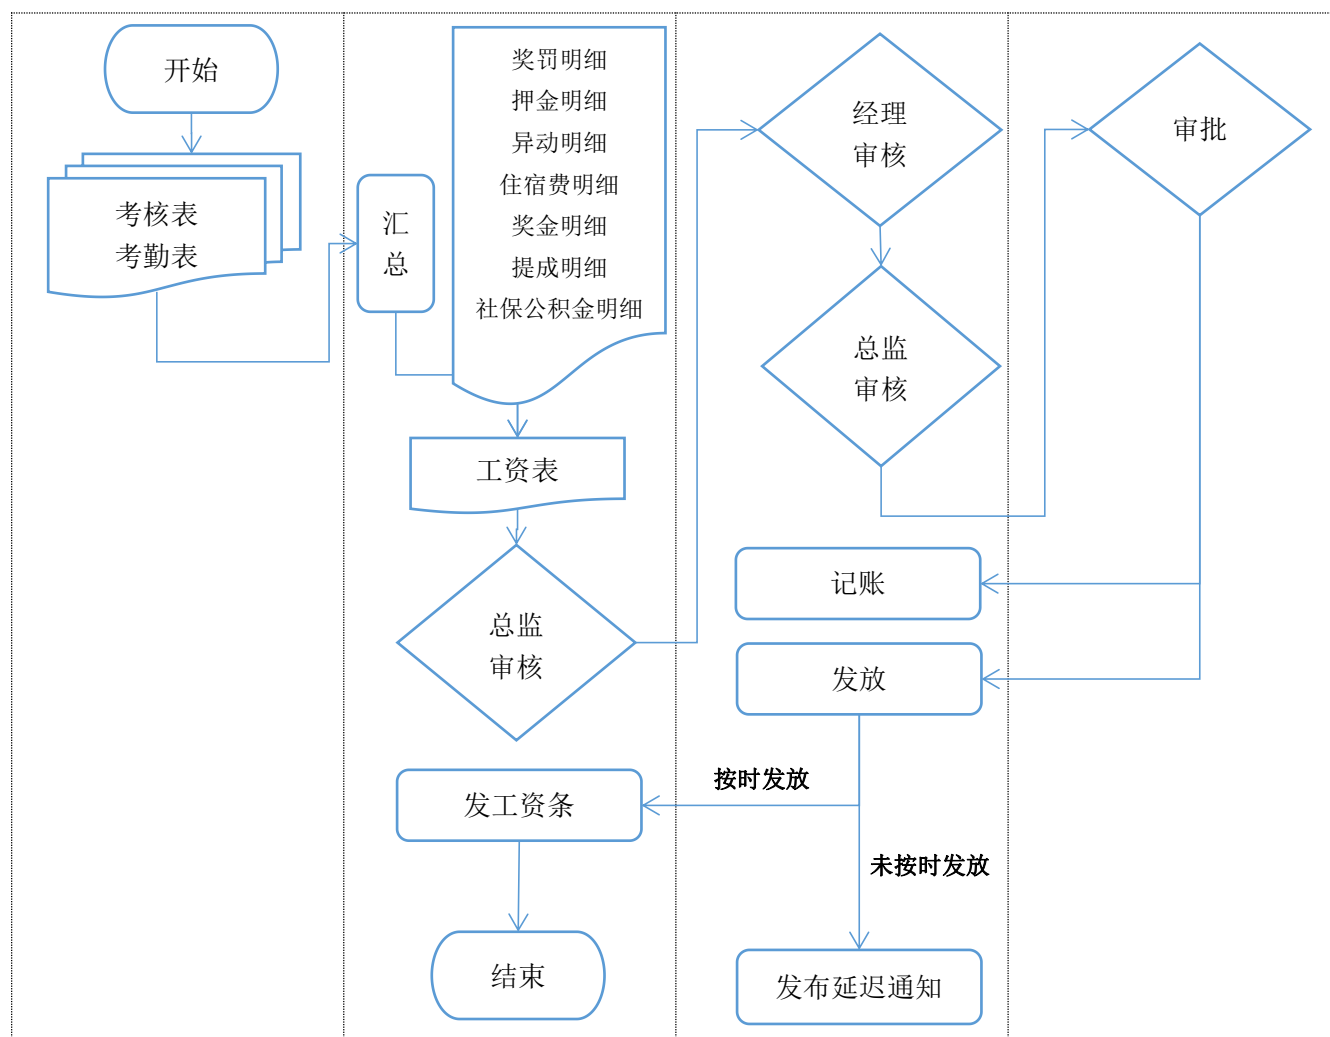 开始
考核表
考勤表
汇
总
奖罚明细
押金明细
异动明细
住宿费明细
奖金明细
提成明细
社保公积金明细
工资表
总监
审核
经理
审核
总监
审核
审批
记账
发放
按时发放
未按时发放
发工资条
结束
发布延迟通知